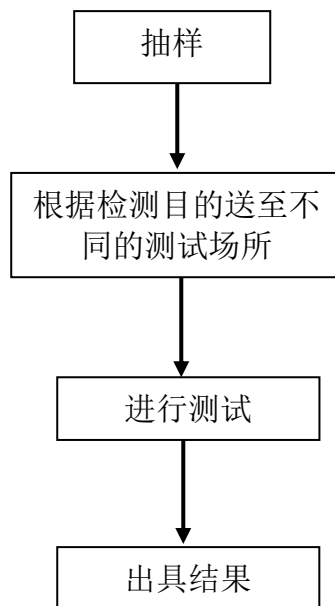 抽样
根据检测目的送至不
同的测试场所
进行测试
出具结果